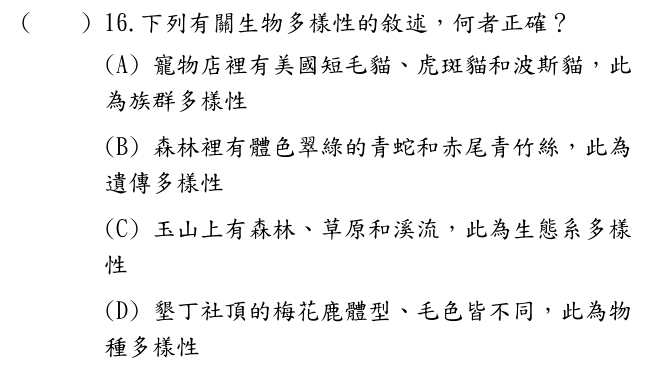 （　　）16.下列有關生物多樣性的敘述，何者正確？
(A) 寵物店裡有美國短毛貓、虎斑貓和波斯貓，此
為族群多樣性
(B) 森林裡有體色翠綠的青蛇和赤尾青竹絲，此為
遺傳多樣性
(C) 玉山上有森林、草原和溪流，此為生態系多樣
性
(D) 墾丁社頂的梅花鹿體型、毛色皆不同，此為物
種多樣性